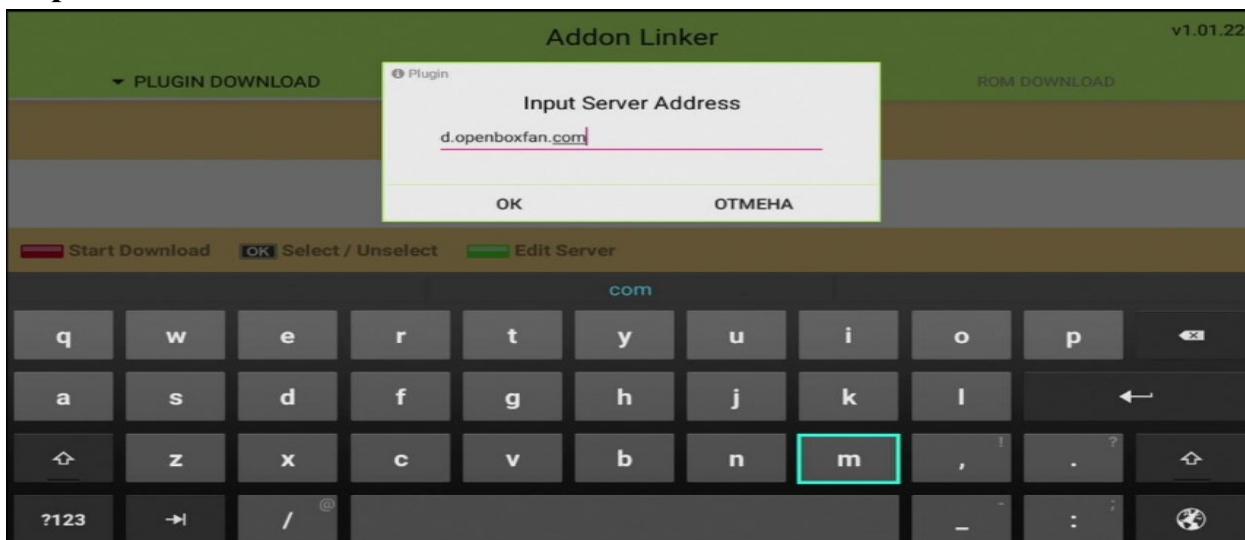 Addon Linker
v1.01.22
PLUGIN DOWNLOAD
ROM DOWNLOAD
Plugin
Input Server Address
d.openboxfan.com
OK ОТМЕНА
Start Download OK Select / Unselect Edit Server
com
q w e r t y u i o p
a s d f g h j k l
z x c v b n m , ! . ?
?123 / @ _ - : ;